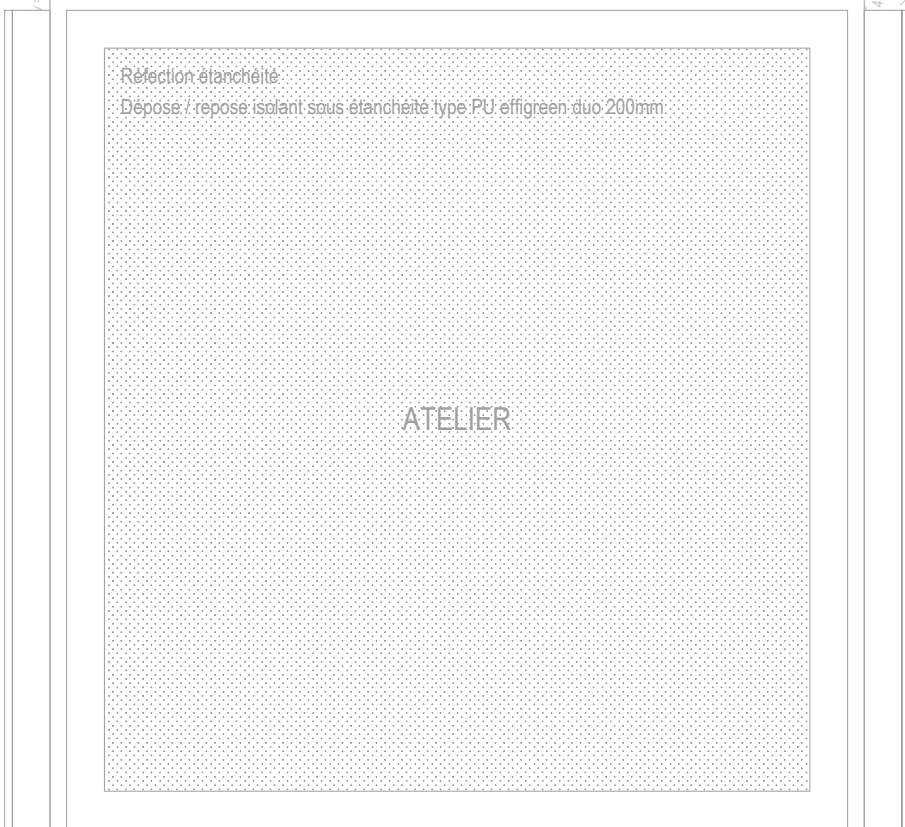 Réfection étanchéité
Dépose / repose isolant sous étanchéité type PU effigreen duo 200mm
ATELIER